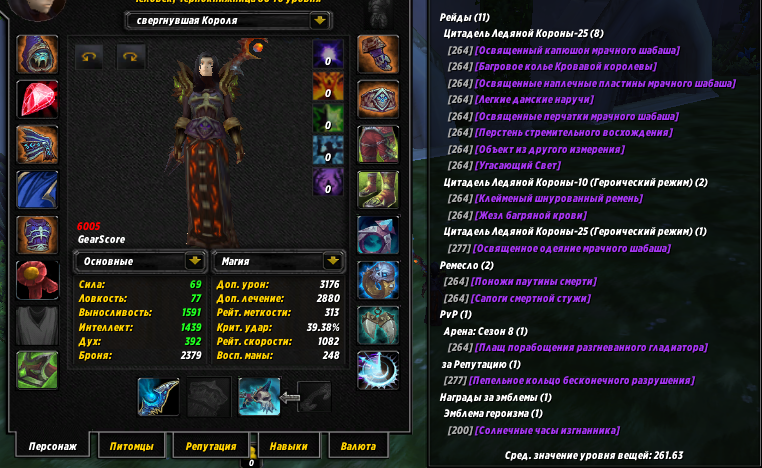 свергнувшая Короля
0
0
0
0
0
6005
GearScore
Основные
Магия
Сила: 69
Ловкость: 77
Выносливость: 1591
Интеллект: 1439
Дух: 392
Броня: 2379
Доп. урон: 3176
Доп. лечение: 2880
Рейт. меткости: 313
Крит. удар: 39.38%
Рейт. скорости: 1082
Восп. маны: 248
Персонаж
Питомцы
Репутация
Навыки
Валюта
0
Рейды (11)
Цитадель Ледяной Короны-25 (8)
[264] [Освященный капюшон мрачного шабаша]
[264] [Багровое колье Кровавой королевы]
[264] [Освященные наплечные пластины мрачного шабаша]
[264] [Легкие дамские наручи]
[264] [Освященные перчатки мрачного шабаша]
[264] [Перстень стремительного восхождения]
[264] [Объект из другого измерения]
[264] [Угасающий Свет]
Цитадель Ледяной Короны-10 (Героический режим) (2)
[264] [Клейменый шнурованный ремень]
[264] [Жезл багряной крови]
Цитадель Ледяной Короны-25 (Героический режим) (1)
[277] [Освященное одеяние мрачного шабаша]
Ремесло (2)
[264] [Поножи паутины смерти]
[264] [Сапоги смертной стужи]
PvP (1)
Арена: Сезон 8 (1)
[264] [Плащ порабощения разгневанного гладиатора]
за Репутацию (1)
[277] [Пепельное кольцо бесконечного разрушения]
Награды за эмблемы (1)
Эмблема героизма (1)
[200] [Солнечные часы изгнанника]
Сред. значение уровня вещей: 261.63